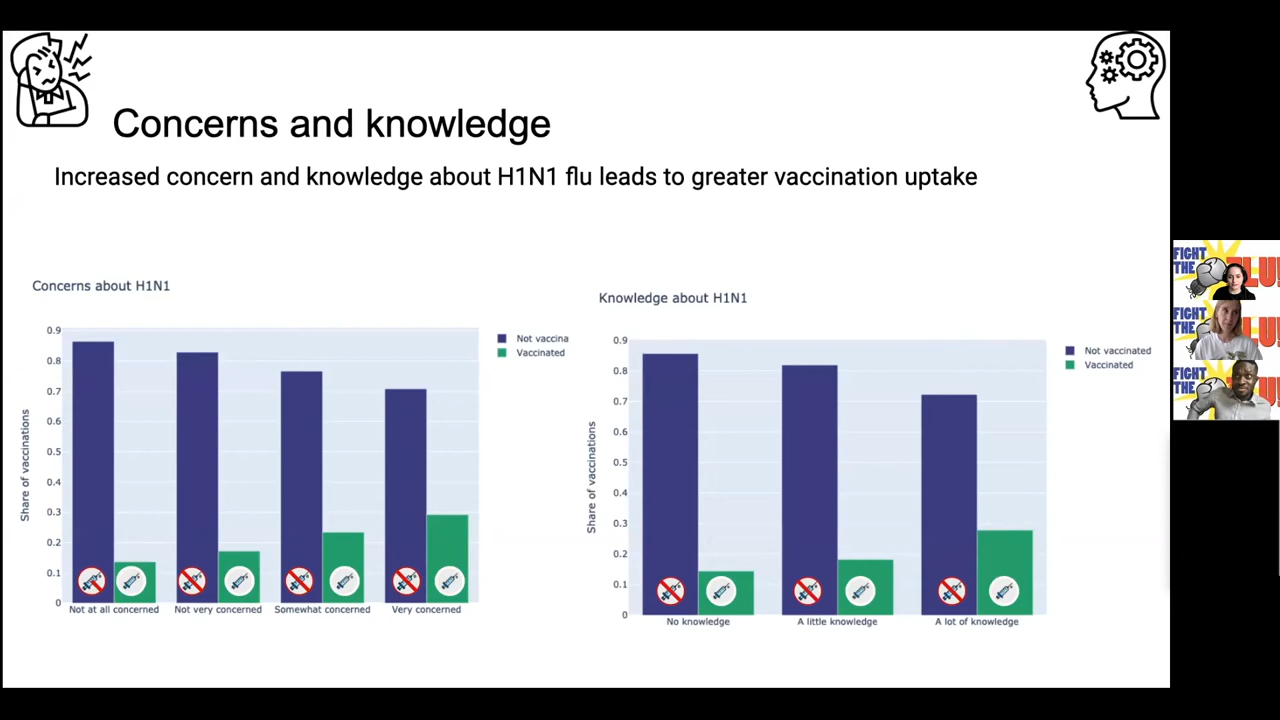 Concerns and knowledge
Increased concern and knowledge about H1N1 flu leads to greater vaccination uptake
Concerns about H1N1
Share of vaccinations
0.9
0.8
0.7
0.6
0.5
0.4
0.3
0.2
0.1
0
Not at all concerned
Not very concerned
Somewhat concerned
Very concerned
Not vaccina
Vaccinated
Knowledge about H1N1
Share of vaccinations
0.9
0.8
0.7
0.6
0.5
0.4
0.3
0.2
0.1
0
No knowledge
A little knowledge
A lot of knowledge
Not vaccinated
Vaccinated
FIGHT
THE
FLU!
FIGHT
THE
LU!
FIGHT
THE
LU!